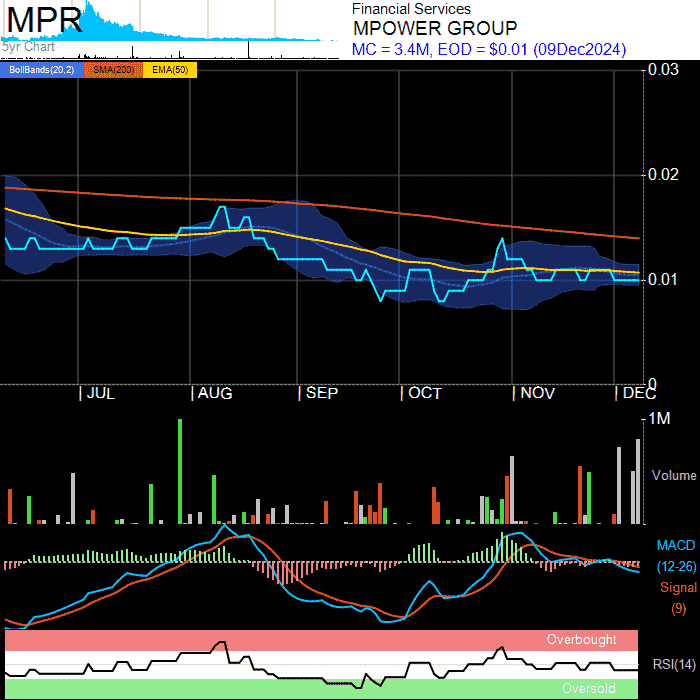 MPR
5yr Chart
Financial Services
MPOWER GROUP
MC = 3.4M, EOD = $0.01 (09Dec2024)
BollBands(20,2) SMA(200) EMA(50)
0.03
0.02
0.01
0
JUL AUG SEP OCT NOV DEC
1M
Volume
MACD
(12-26)
Signal
(9)
Overbought
RSI(14)
Oversold